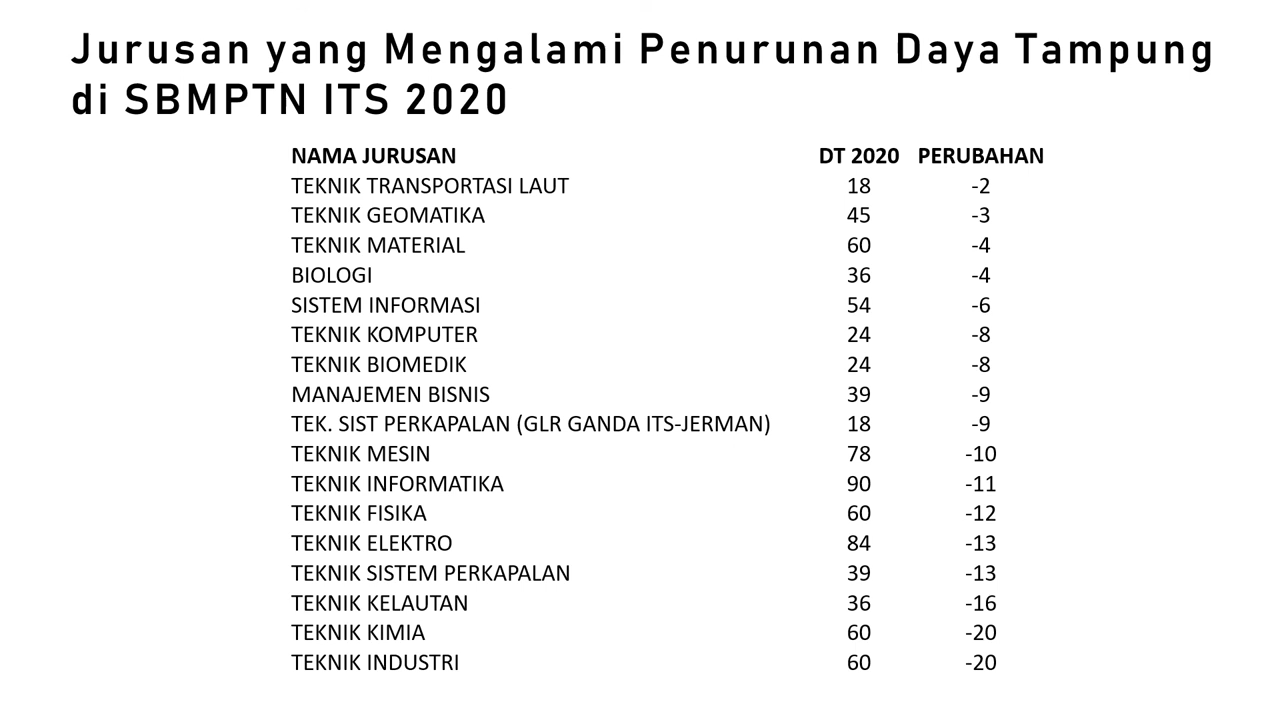 Jurusan yang Mengalami Penurunan Daya Tampung
di SBMPTN ITS 2020
NAMA JURUSAN DT 2020 PERUBAHAN
TEKNIK TRANSPORTASI LAUT 18 -2
TEKNIK GEOMATIKA 45 -3
TEKNIK MATERIAL 60 -4
BIOLOGI 36 -4
SISTEM INFORMASI 54 -6
TEKNIK KOMPUTER 24 -8
TEKNIK BIOMEDIK 24 -8
MANAJEMEN BISNIS 39 -9
TEK. SIST PERKAPALAN (GLR GANDA ITS-JERMAN) 18 -9
TEKNIK MESIN 78 -10
TEKNIK INFORMATIKA 90 -11
TEKNIK FISIKA 60 -12
TEKNIK ELEKTRO 84 -13
TEKNIK SISTEM PERKAPALAN 39 -13
TEKNIK KELAUTAN 36 -16
TEKNIK KIMIA 60 -20
TEKNIK INDUSTRI 60 -20